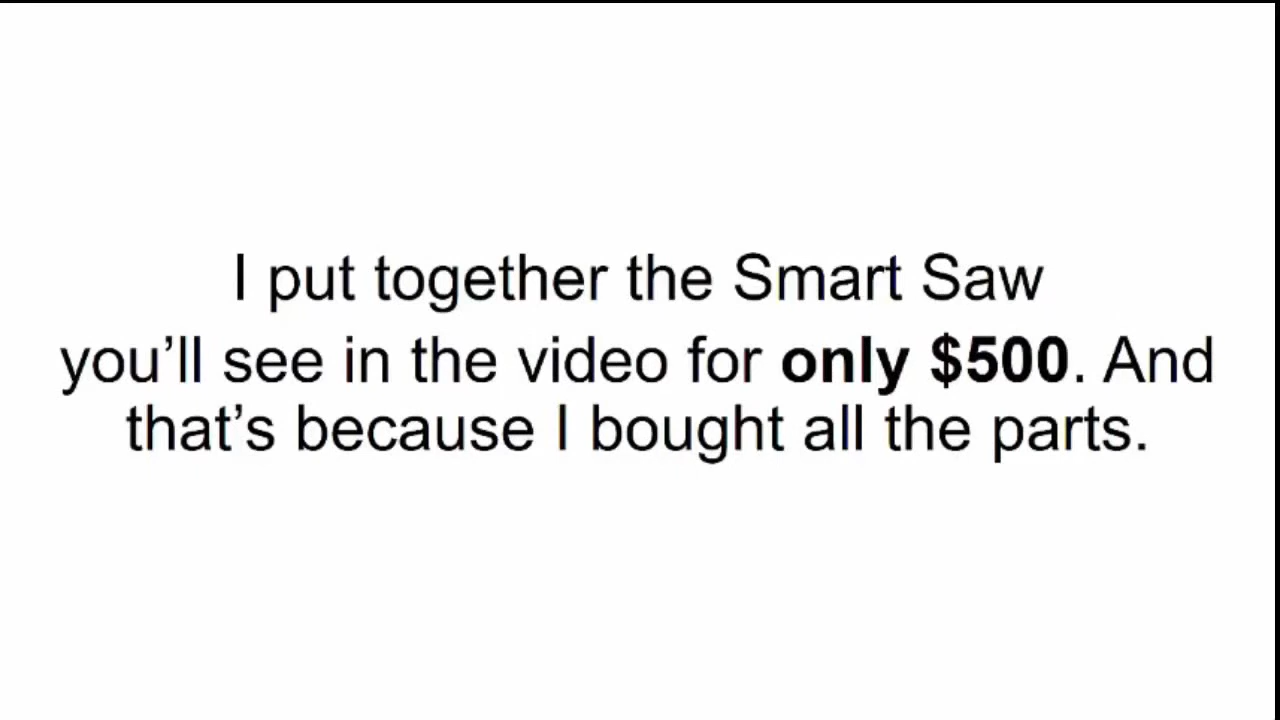 I put together the Smart Saw
you’ll see in the video for only $500. And
that’s because I bought all the parts.